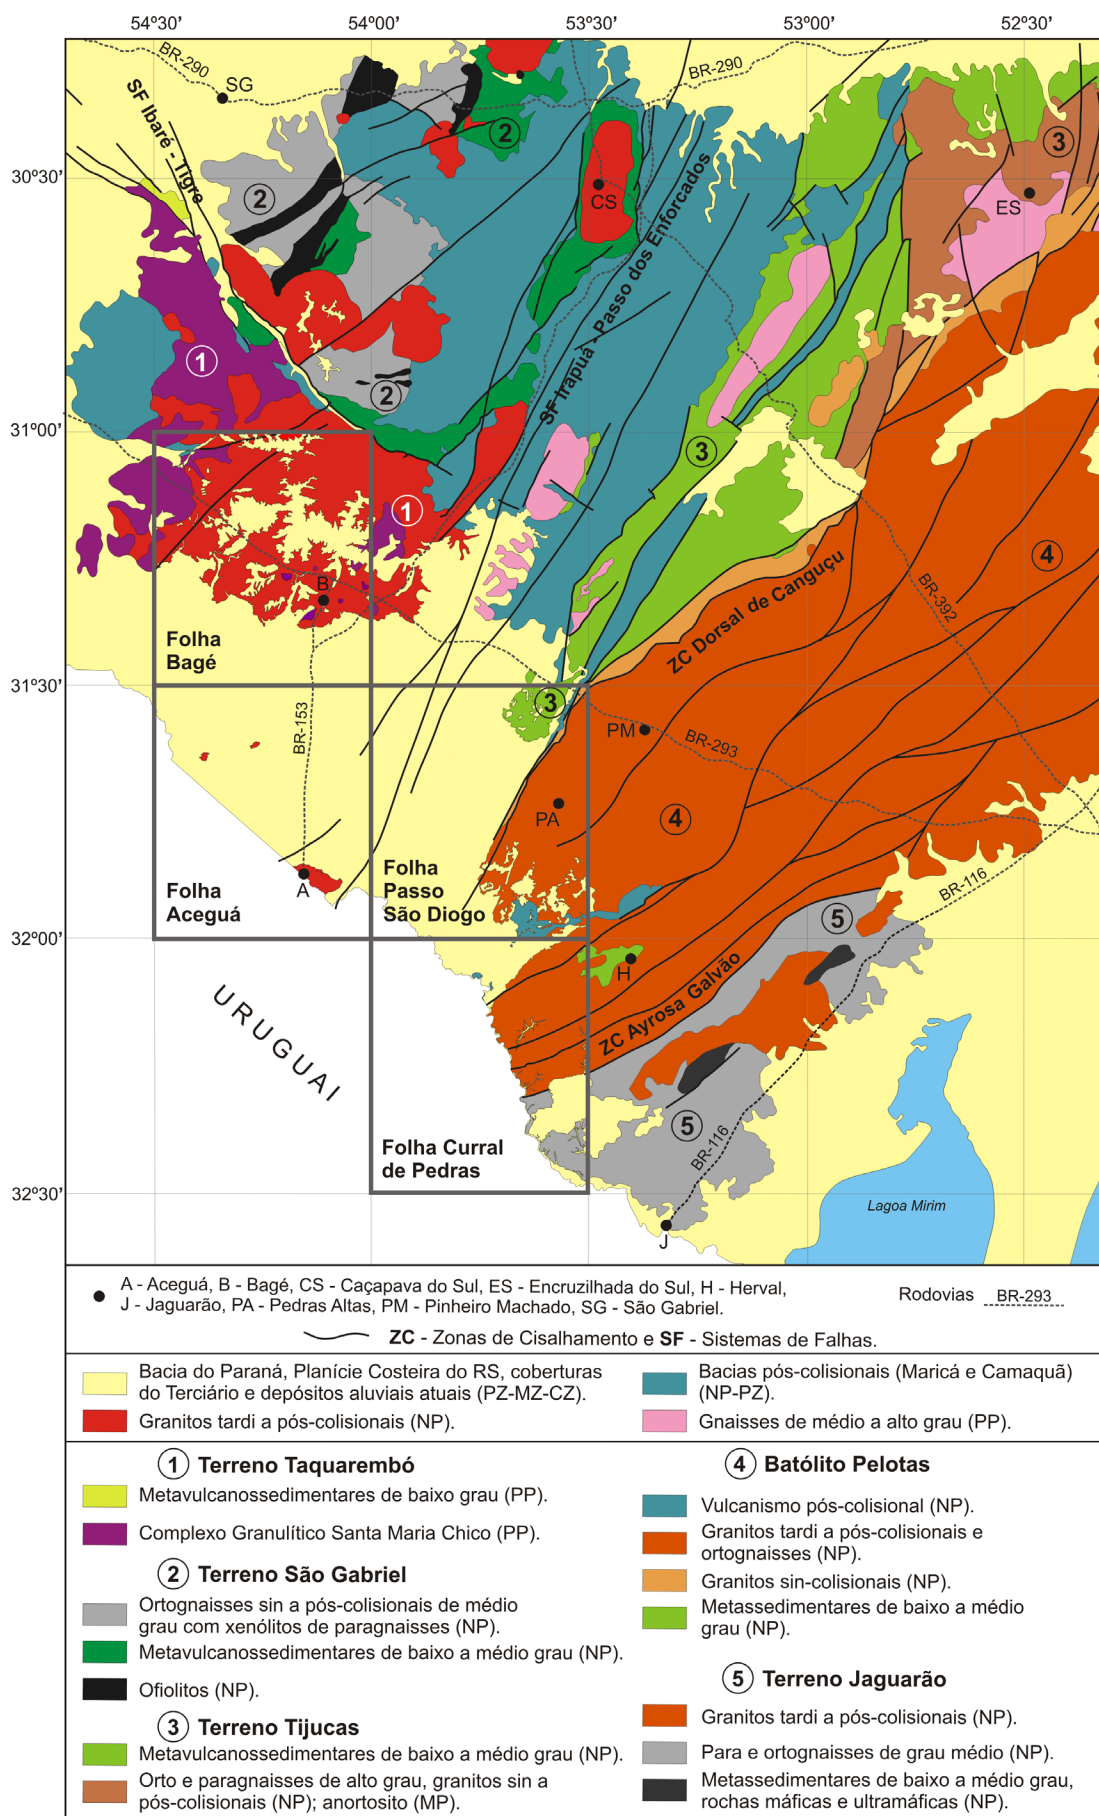 54°30' 54°00' 53°30' 53°00' 52°30'
BR-290
SG
BR-290
SF Ibaré - Tigre
2
3
30°30'
2
CS
ES
SF Irapuá - Passo dos Enforcados
1
2
31°00'
3
1
4
B
ZC Dorsal de Canguçu
BR-392
Folha
Bagé
31°30'
3
BR-153
PM
BR-293
PA
4
A
Folha
Aceguá
Folha
Passo
São Diogo
BR-116
5
32°00'
H
URUGUAI
ZC Ayrosa Galvão
5
BR-116
Folha Curral
de Pedras
32°30'
Lagoa Mirim
J
A - Aceguá, B - Bagé, CS - Caçapava do Sul, ES - Encruzilhada do Sul, H - Herval,
J - Jaguarão, PA - Pedras Altas, PM - Pinheiro Machado, SG - São Gabriel.
Rodovias BR-293
ZC - Zonas de Cisalhamento e SF - Sistemas de Falhas.
Bacia do Paraná, Planície Costeira do RS, coberturas
do Terciário e depósitos aluviais atuais (PZ-MZ-CZ).
Granitos tardi a pós-colisionais (NP).
Bacias pós-colisionais (Maricá e Camaquã)
(NP-PZ).
Gnaisses de médio a alto grau (PP).
1 Terreno Taquarembó
Metavulcanossedimentares de baixo grau (PP).
Complexo Granulítico Santa Maria Chico (PP).
2 Terreno São Gabriel
Ortognaisses sin a pós-colisionais de médio
grau com xenólitos de paragnaisses (NP).
Metavulcanossedimentares de baixo a médio grau (NP).
Ofiolitos (NP).
3 Terreno Tijucas
Metavulcanossedimentares de baixo a médio grau (NP).
Orto e paragnaisses de alto grau, granitos sin a
pós-colisionais (NP); anortosito (MP).
4 Batólito Pelotas
Vulcanismo pós-colisional (NP).
Granitos tardi a pós-colisionais e
ortognaisses (NP).
Granitos sin-colisionais (NP).
Metassedimentares de baixo a médio
grau (NP).
5 Terreno Jaguarão
Granitos tardi a pós-colisionais (NP).
Para e ortognaisses de grau médio (NP).
Metassedimentares de baixo a médio grau,
rochas máficas e ultramáficas (NP).